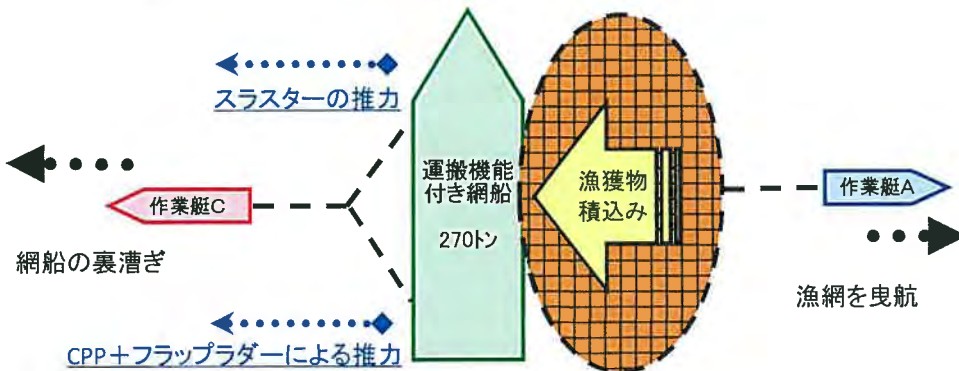 スラスターの推力
運搬機能
付き網船
270トン
漁獲物
積込み
作業艇C
作業艇A
網船の裏漕ぎ
漁網を曳航
CPP+フラップラダーによる推力